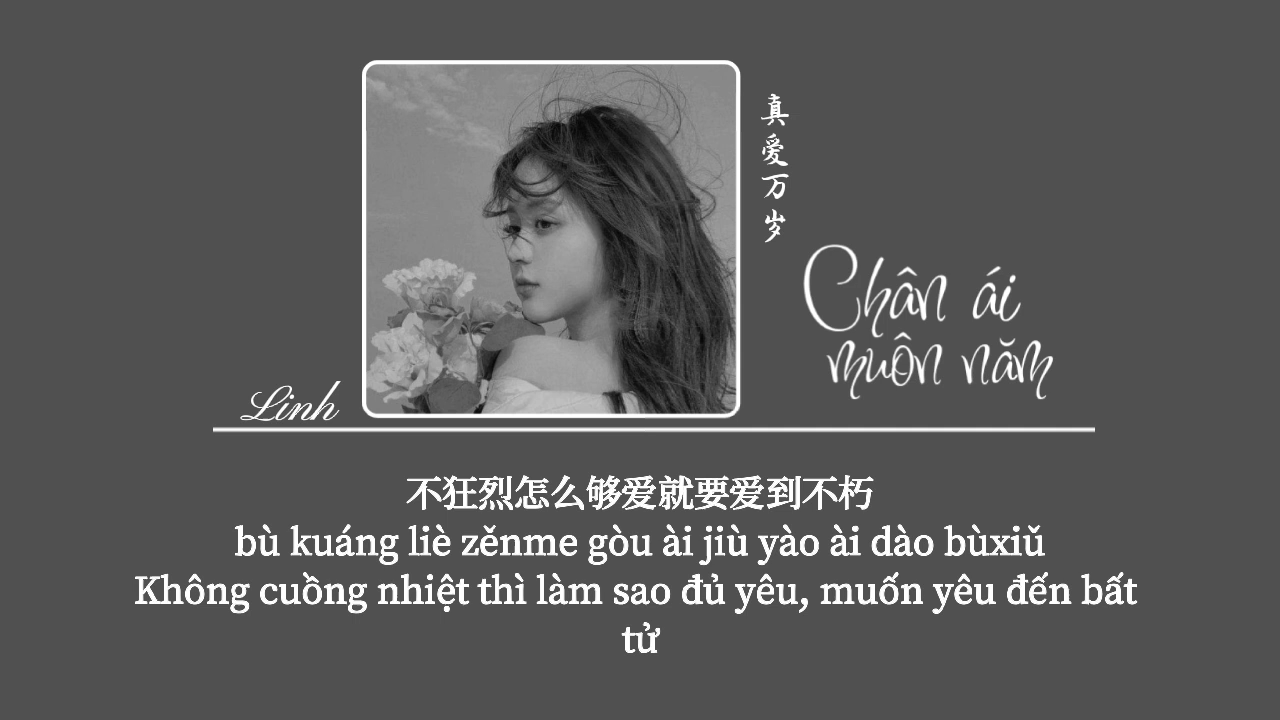 真爱万岁
Chân ái
muôn năm
Linh
不狂烈怎么够爱就要爱到不朽
bù kuáng liè zěnme gòu ài jiù yào ài dào bùxiǔ
Không cuồng nhiệt thì làm sao đủ yêu, muốn yêu đến bất
tử